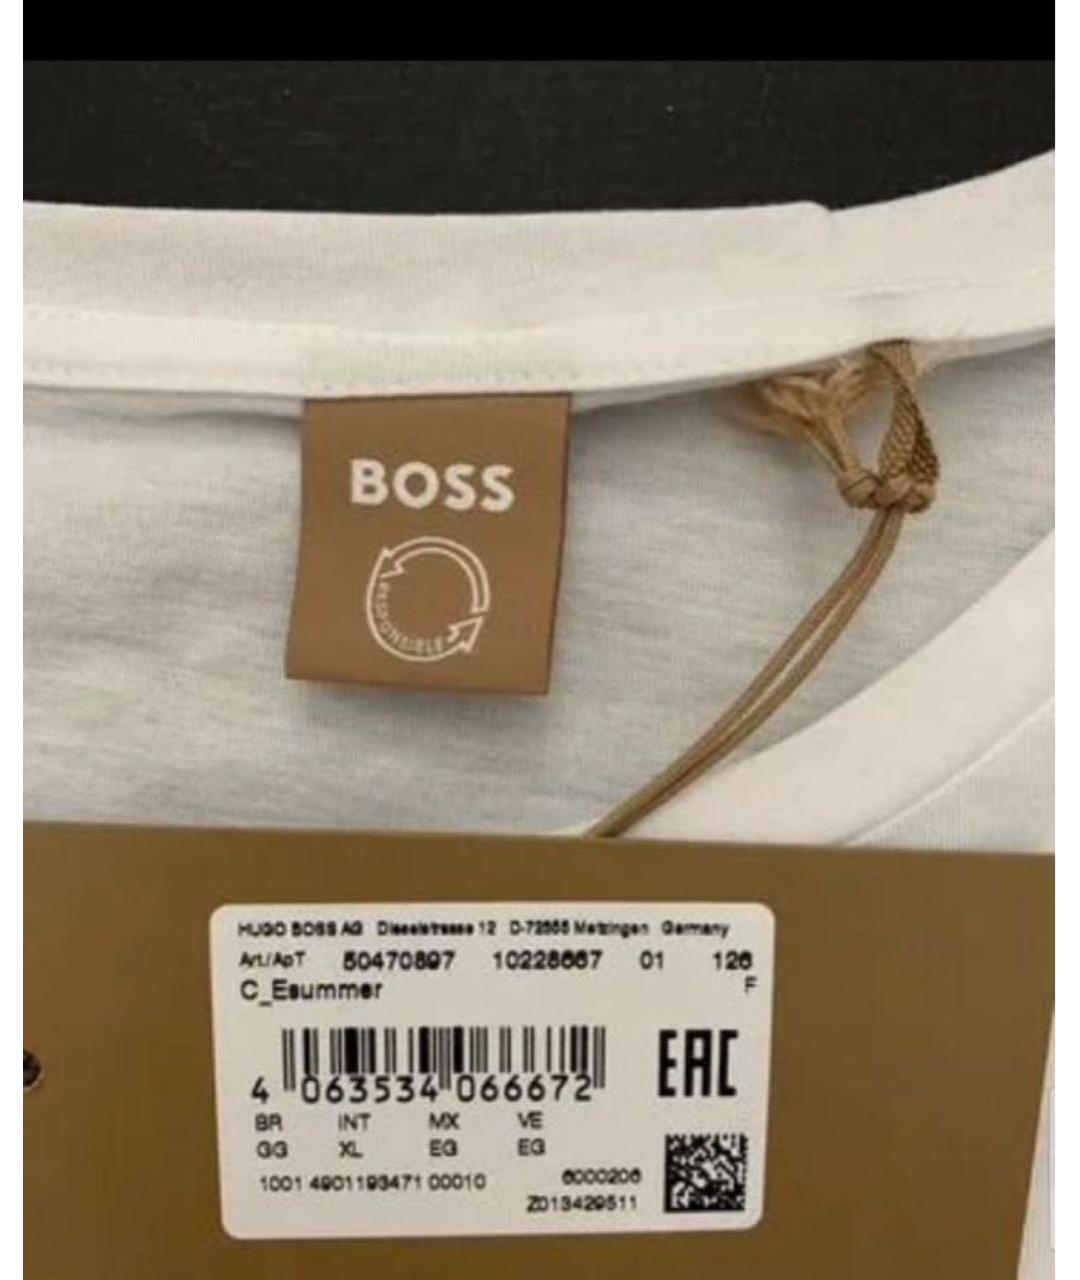 BOSS
RESPONSIBLE
HUGO BOSS AG Dieselstrasse 12 D-72555 Metzingen Germany
Art./АрТ 50470897 10228667 01 126
C_Esummer F
EAC
4 063534 066672
BR INT MX VE
GG XL EG EG
1001 4901193471 00010 6000206
Z013429511